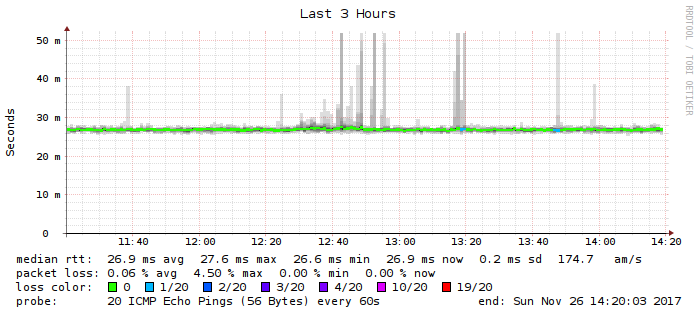 Last 3 Hours
RRDTOOL / TOBI OETIKER
Seconds
50 m
40 m
30 m
20 m
10 m
0
11:40 12:00 12:20 12:40 13:00 13:20 13:40 14:00 14:20
median rtt: 26.9 ms avg 27.6 ms max 26.6 ms min 26.9 ms now 0.2 ms sd 174.7 am/s
packet loss: 0.06 % avg 4.50 % max 0.00 % min 0.00 % now
loss color: 0 1/20 2/20 3/20 4/20 10/20 19/20
probe: 20 ICMP Echo Pings (56 Bytes) every 60s end: Sun Nov 26 14:20:03 2017